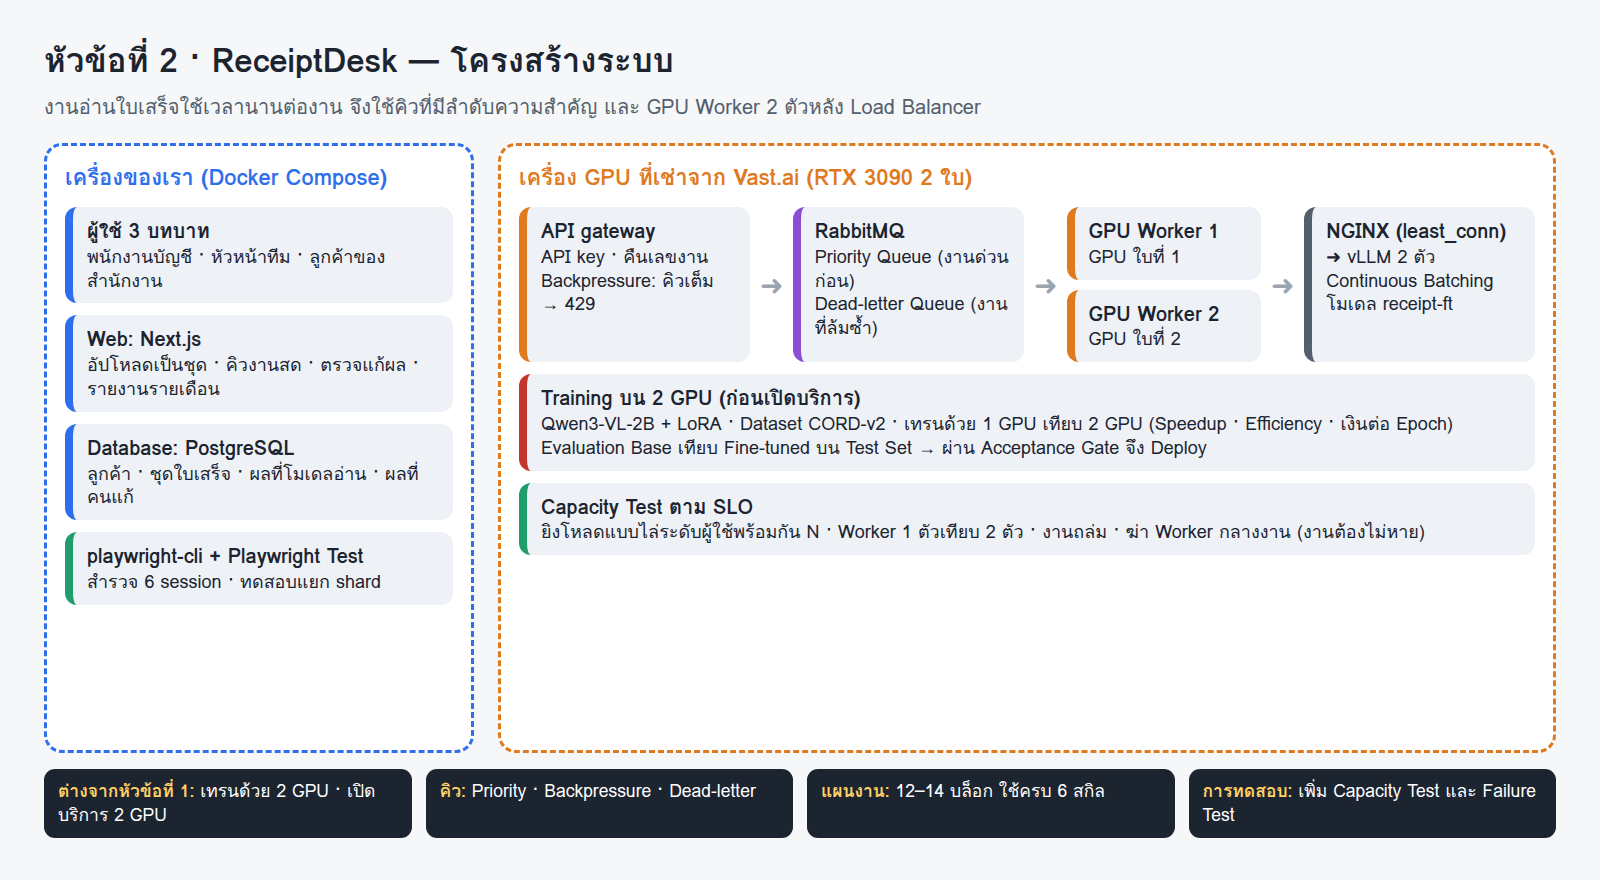 หัวข้อที่ 2 · ReceiptDesk — โครงสร้างระบบ
งานอ่านใบเสร็จใช้เวลานานต่องาน จึงใช้คิวที่มีลำดับความสำคัญ และ GPU Worker 2 ตัวหลัง Load Balancer
เครื่องของเรา (Docker Compose)
ผู้ใช้ 3 บทบาท
พนักงานบัญชี · หัวหน้าทีม · ลูกค้าของ
สำนักงาน
Web: Next.js
อัปโหลดเป็นชุด · คิวงานสด · ตรวจแก้ผล ·
รายงานรายเดือน
Database: PostgreSQL
ลูกค้า · ชุดใบเสร็จ · ผลที่โมเดลอ่าน · ผลที่
คนแก้
playwright-cli + Playwright Test
สำรวจ 6 session · ทดสอบแยก shard
เครื่อง GPU ที่เช่าจาก Vast.ai (RTX 3090 2 ใบ)
API gateway
API key · คืนเลขงาน
Backpressure: คิวเต็ม
→ 429
➜
RabbitMQ
Priority Queue (งานด่วน
ก่อน)
Dead-letter Queue (งาน
ที่ล้มซ้ำ)
➜
GPU Worker 1
GPU ใบที่ 1
GPU Worker 2
GPU ใบที่ 2
➜
NGINX (least_conn)
➜ vLLM 2 ตัว
Continuous Batching
โมเดล receipt-ft
Training บน 2 GPU (ก่อนเปิดบริการ)
Qwen3-VL-2B + LoRA · Dataset CORD-v2 · เทรนด้วย 1 GPU เทียบ 2 GPU (Speedup · Efficiency · เงินต่อ Epoch)
Evaluation Base เทียบ Fine-tuned บน Test Set → ผ่าน Acceptance Gate จึง Deploy
Capacity Test ตาม SLO
ยิงโหลดแบบไล่ระดับผู้ใช้พร้อมกัน N · Worker 1 ตัวเทียบ 2 ตัว · งานถล่ม · ฆ่า Worker กลางงาน (งานต้องไม่หาย)
ต่างจากหัวข้อที่ 1: เทรนด้วย 2 GPU · เปิด
บริการ 2 GPU
คิว: Priority · Backpressure · Dead-letter
แผนงาน: 12–14 บล็อก ใช้ครบ 6 สกิล
การทดสอบ: เพิ่ม Capacity Test และ Failure
Test